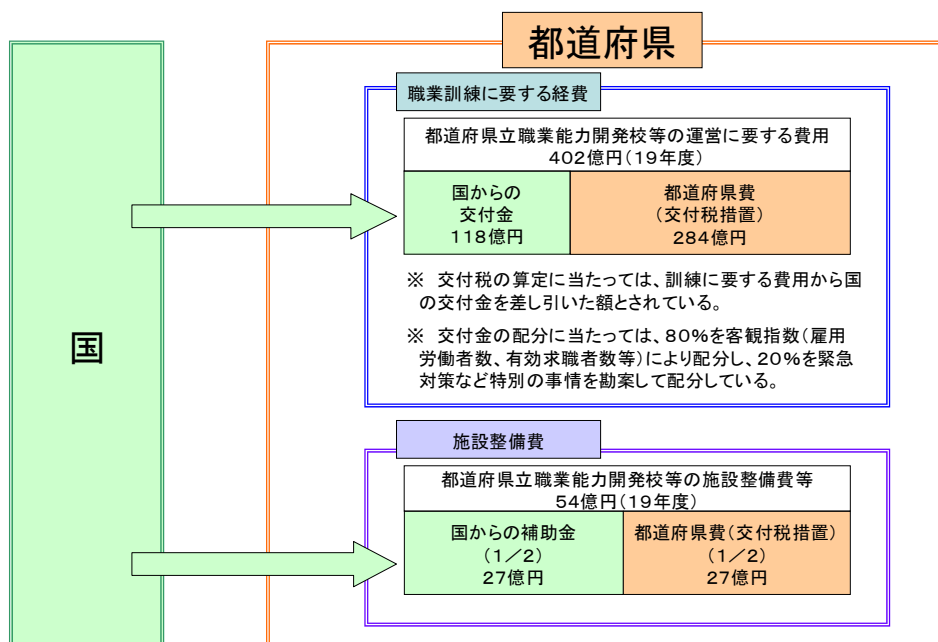 都道府県
国
職業訓練に要する経費
都道府県立職業能力開発校等の運営に要する費用
402億円(19年度)
国からの
交付金
118億円
都道府県費
(交付税措置)
284億円
※ 交付税の算定に当たっては、訓練に要する費用から国
の交付金を差し引いた額とされている。
※ 交付金の配分に当たっては、80%を客観指数(雇用
労働者数、有効求職者数等)により配分し、20%を緊急
対策など特別の事情を勘案して配分している。
施設整備費
都道府県立職業能力開発校等の施設整備費等
54億円(19年度)
国からの補助金
(1/2)
27億円
都道府県費(交付税措置)
(1/2)
27億円